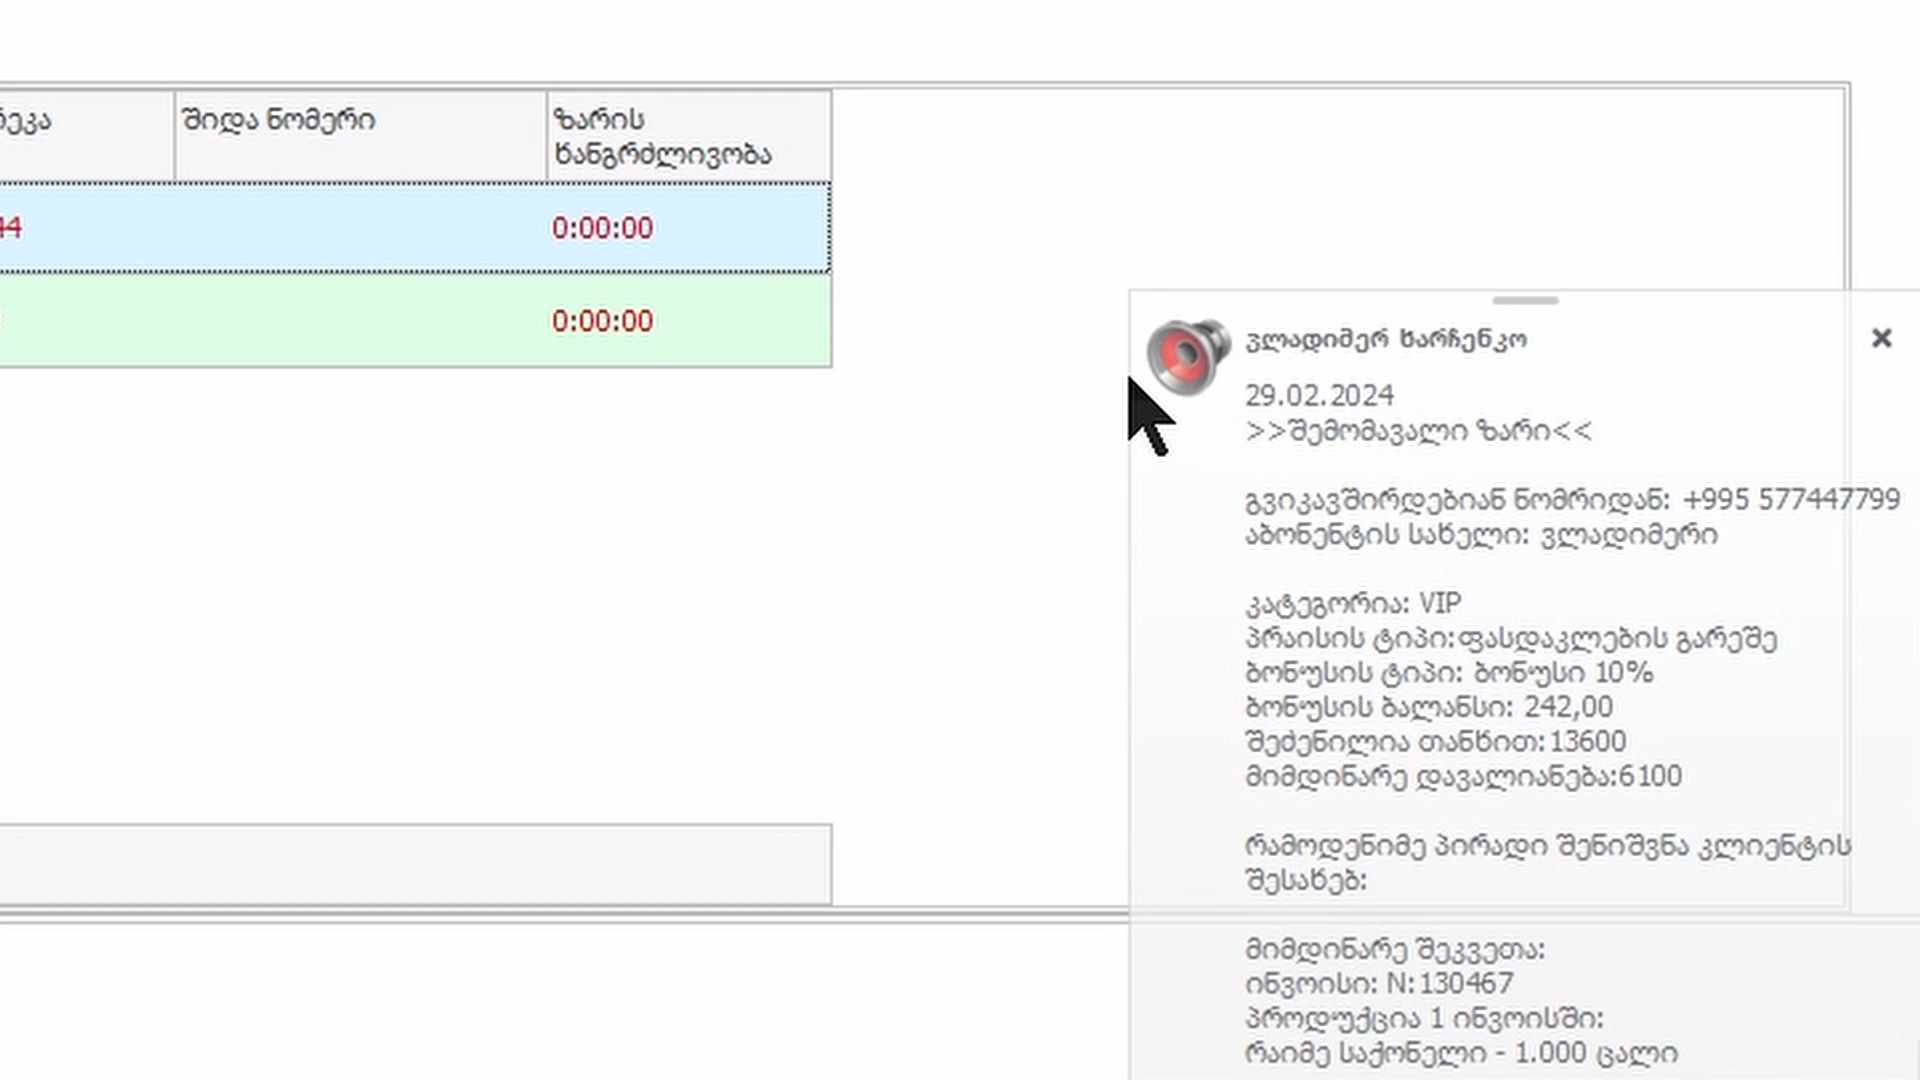 რეკა
შიდა ნომერი
ზარის
ხანგრძლივობა
44
0:00:00
0:00:00
ვლადიმერ ხარჩენკო
29.02.2024
>>შემომავალი ზარი<<
გვიკავშირდებიან ნომრიდან: +995 577447799
აბონენტის სახელი: ვლადიმერი
კატეგორია: VIP
პრაისის ტიპი:ფასდაკლების გარეშე
ბონუსის ტიპი: ბონუსი 10%
ბონუსის ბალანსი: 242,00
შეძენილია თანხით:13600
მიმდინარე დავალიანება:6100
რამოდენიმე პირადი შენიშვნა კლიენტის
შესახებ:
მიმდინარე შეკვეთა:
ინვოისი: N:130467
პროდუქცია 1 ინვოისში:
რაიმე საქონელი - 1.000 ცალი